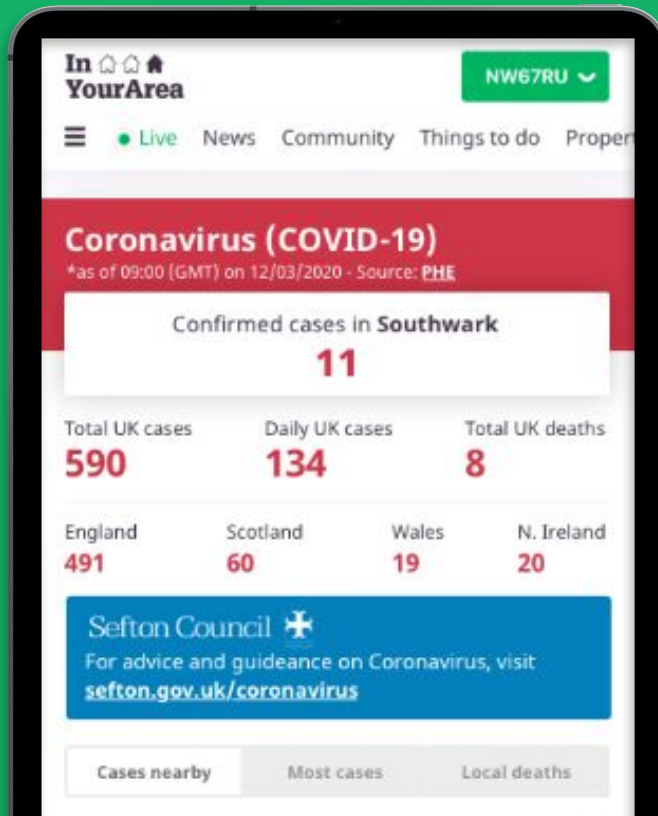 In
YourArea
NW67RU
Live News Community Things to do Proper
Coronavirus (COVID-19)
*as of 09:00 (GMT) on 12/03/2020 - Source: PHE
Confirmed cases in Southwark
11
Total UK cases Daily UK cases Total UK deaths
590 134 8
England Scotland Wales N. Ireland
491 60 19 20
Sefton Council
For advice and guideance on Coronavirus, visit
sefton.gov.uk/coronavirus
Cases nearby Most cases Local deaths